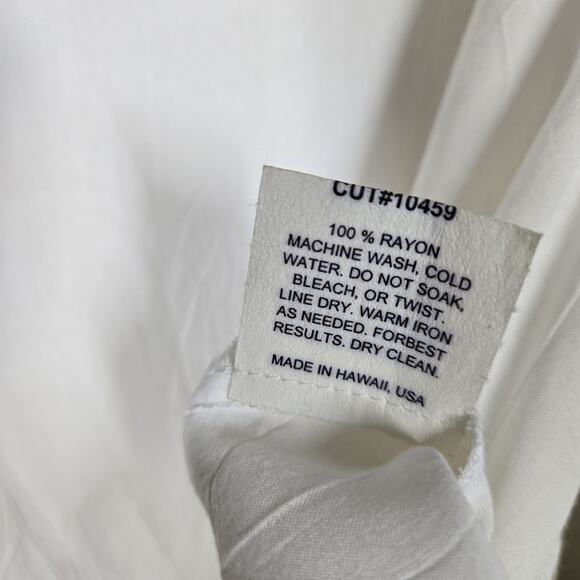 CUT#10459
100 % RAYON
MACHINE WASH, COLD
WATER. DO NOT SOAK,
BLEACH, OR TWIST.
LINE DRY. WARM IRON
AS NEEDED. FORBEST
RESULTS. DRY CLEAN.
MADE IN HAWAII, USA